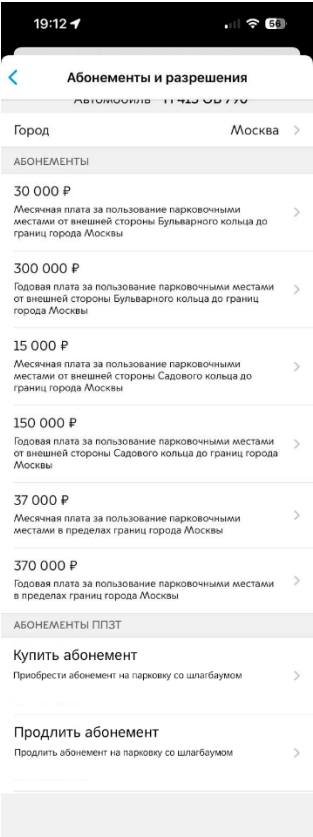 19:12
56
Абонементы и разрешения
Автомобиль
Город Москва
АБОНЕМЕНТЫ
30 000 ₽
Месячная плата за пользование парковочными
местами от внешней стороны Бульварного кольца до
границ города Москвы
300 000 ₽
Годовая плата за пользование парковочными местами
от внешней стороны Бульварного кольца до границ
города Москвы
15 000 ₽
Месячная плата за пользование парковочными
местами от внешней стороны Садового кольца до
границ города Москвы
150 000 ₽
Годовая плата за пользование парковочными местами
от внешней стороны Садового кольца до границ города
Москвы
37 000 ₽
Месячная плата за пользование парковочными
местами в пределах границ города Москвы
370 000 ₽
Годовая плата за пользование парковочными местами
в пределах границ города Москвы
АБОНЕМЕНТЫ ППЗТ
Купить абонемент
Приобрести абонемент на парковку со шлагбаумом
Продлить абонемент
Продлить абонемент на парковку со шлагбаумом